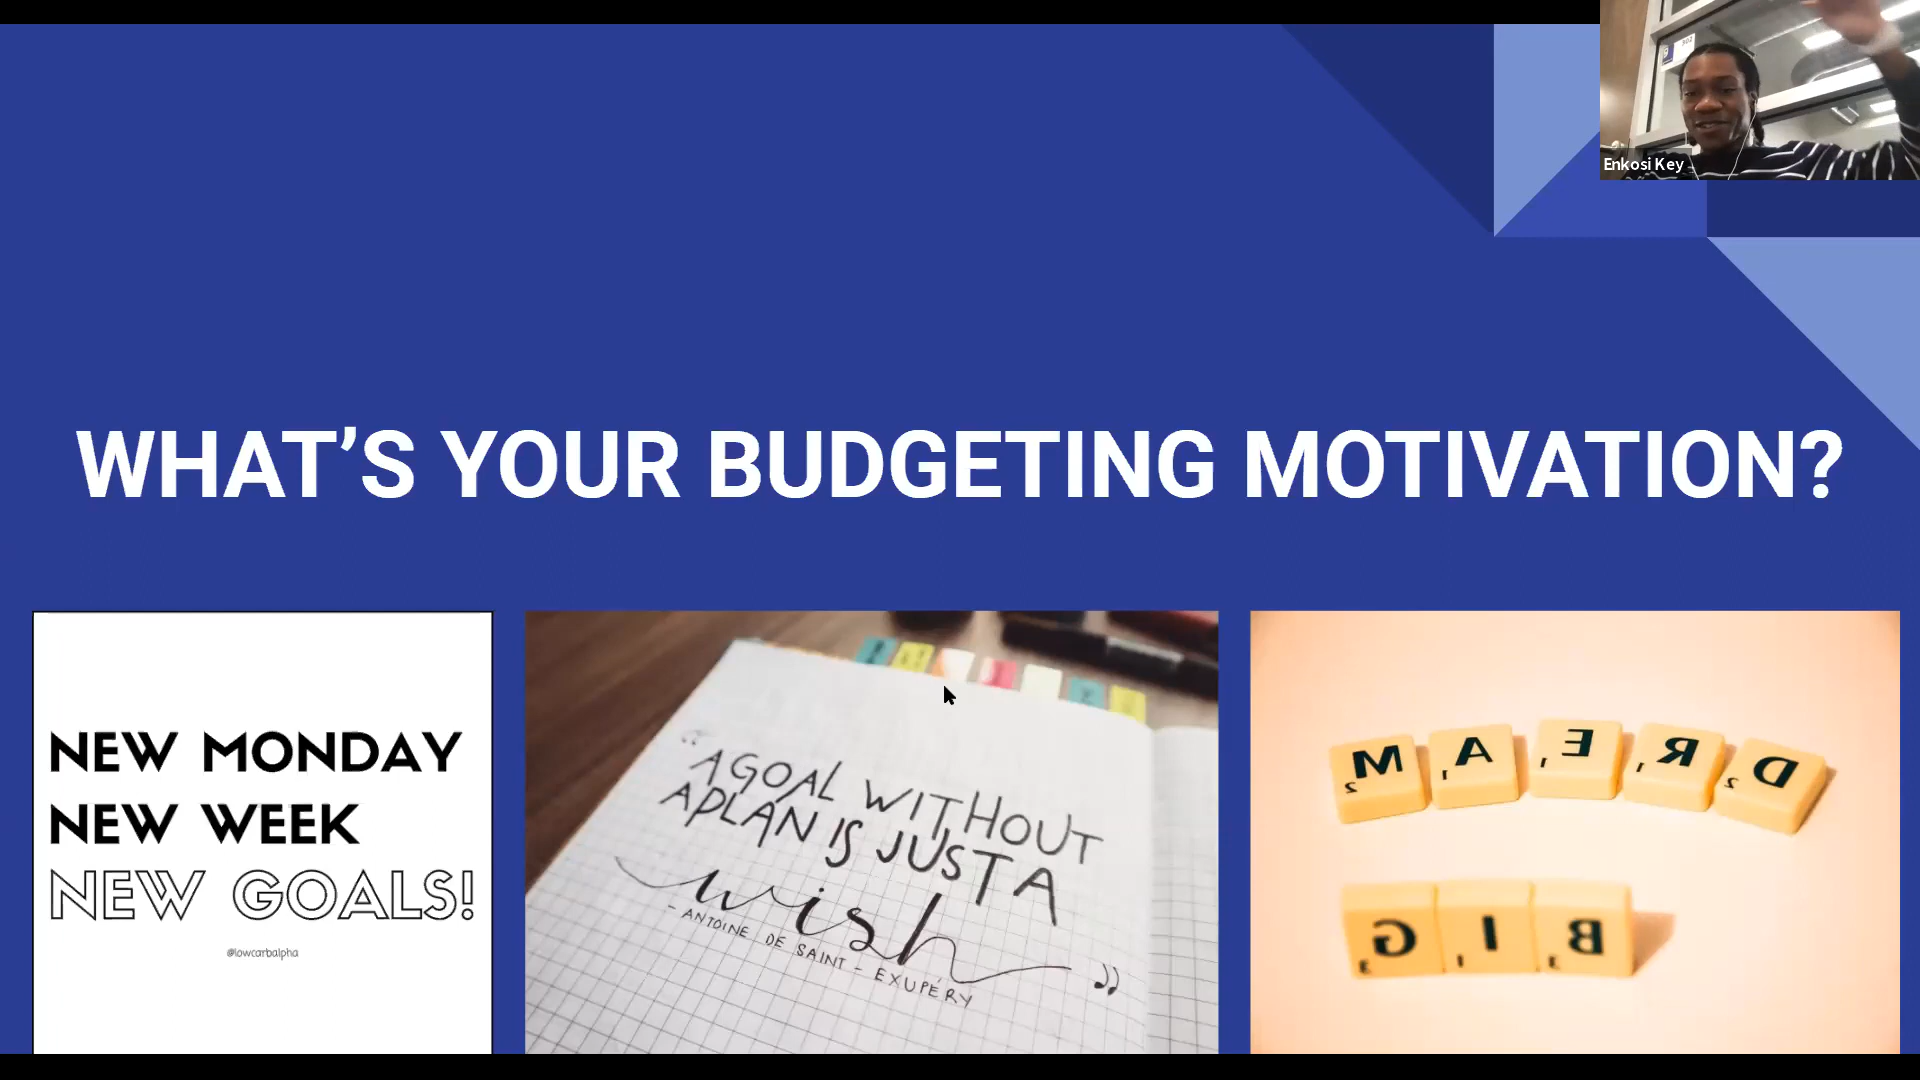 Enkosi Key
WHAT’S YOUR BUDGETING MOTIVATION?
NEW MONDAY
NEW WEEK
NEW GOALS!
@lowcarbalpha
“A GOAL WITHOUT
A PLAN IS JUST A
wish
- ANTOINE DE SAINT - EXUPÉRY ”
DREAM
BIG